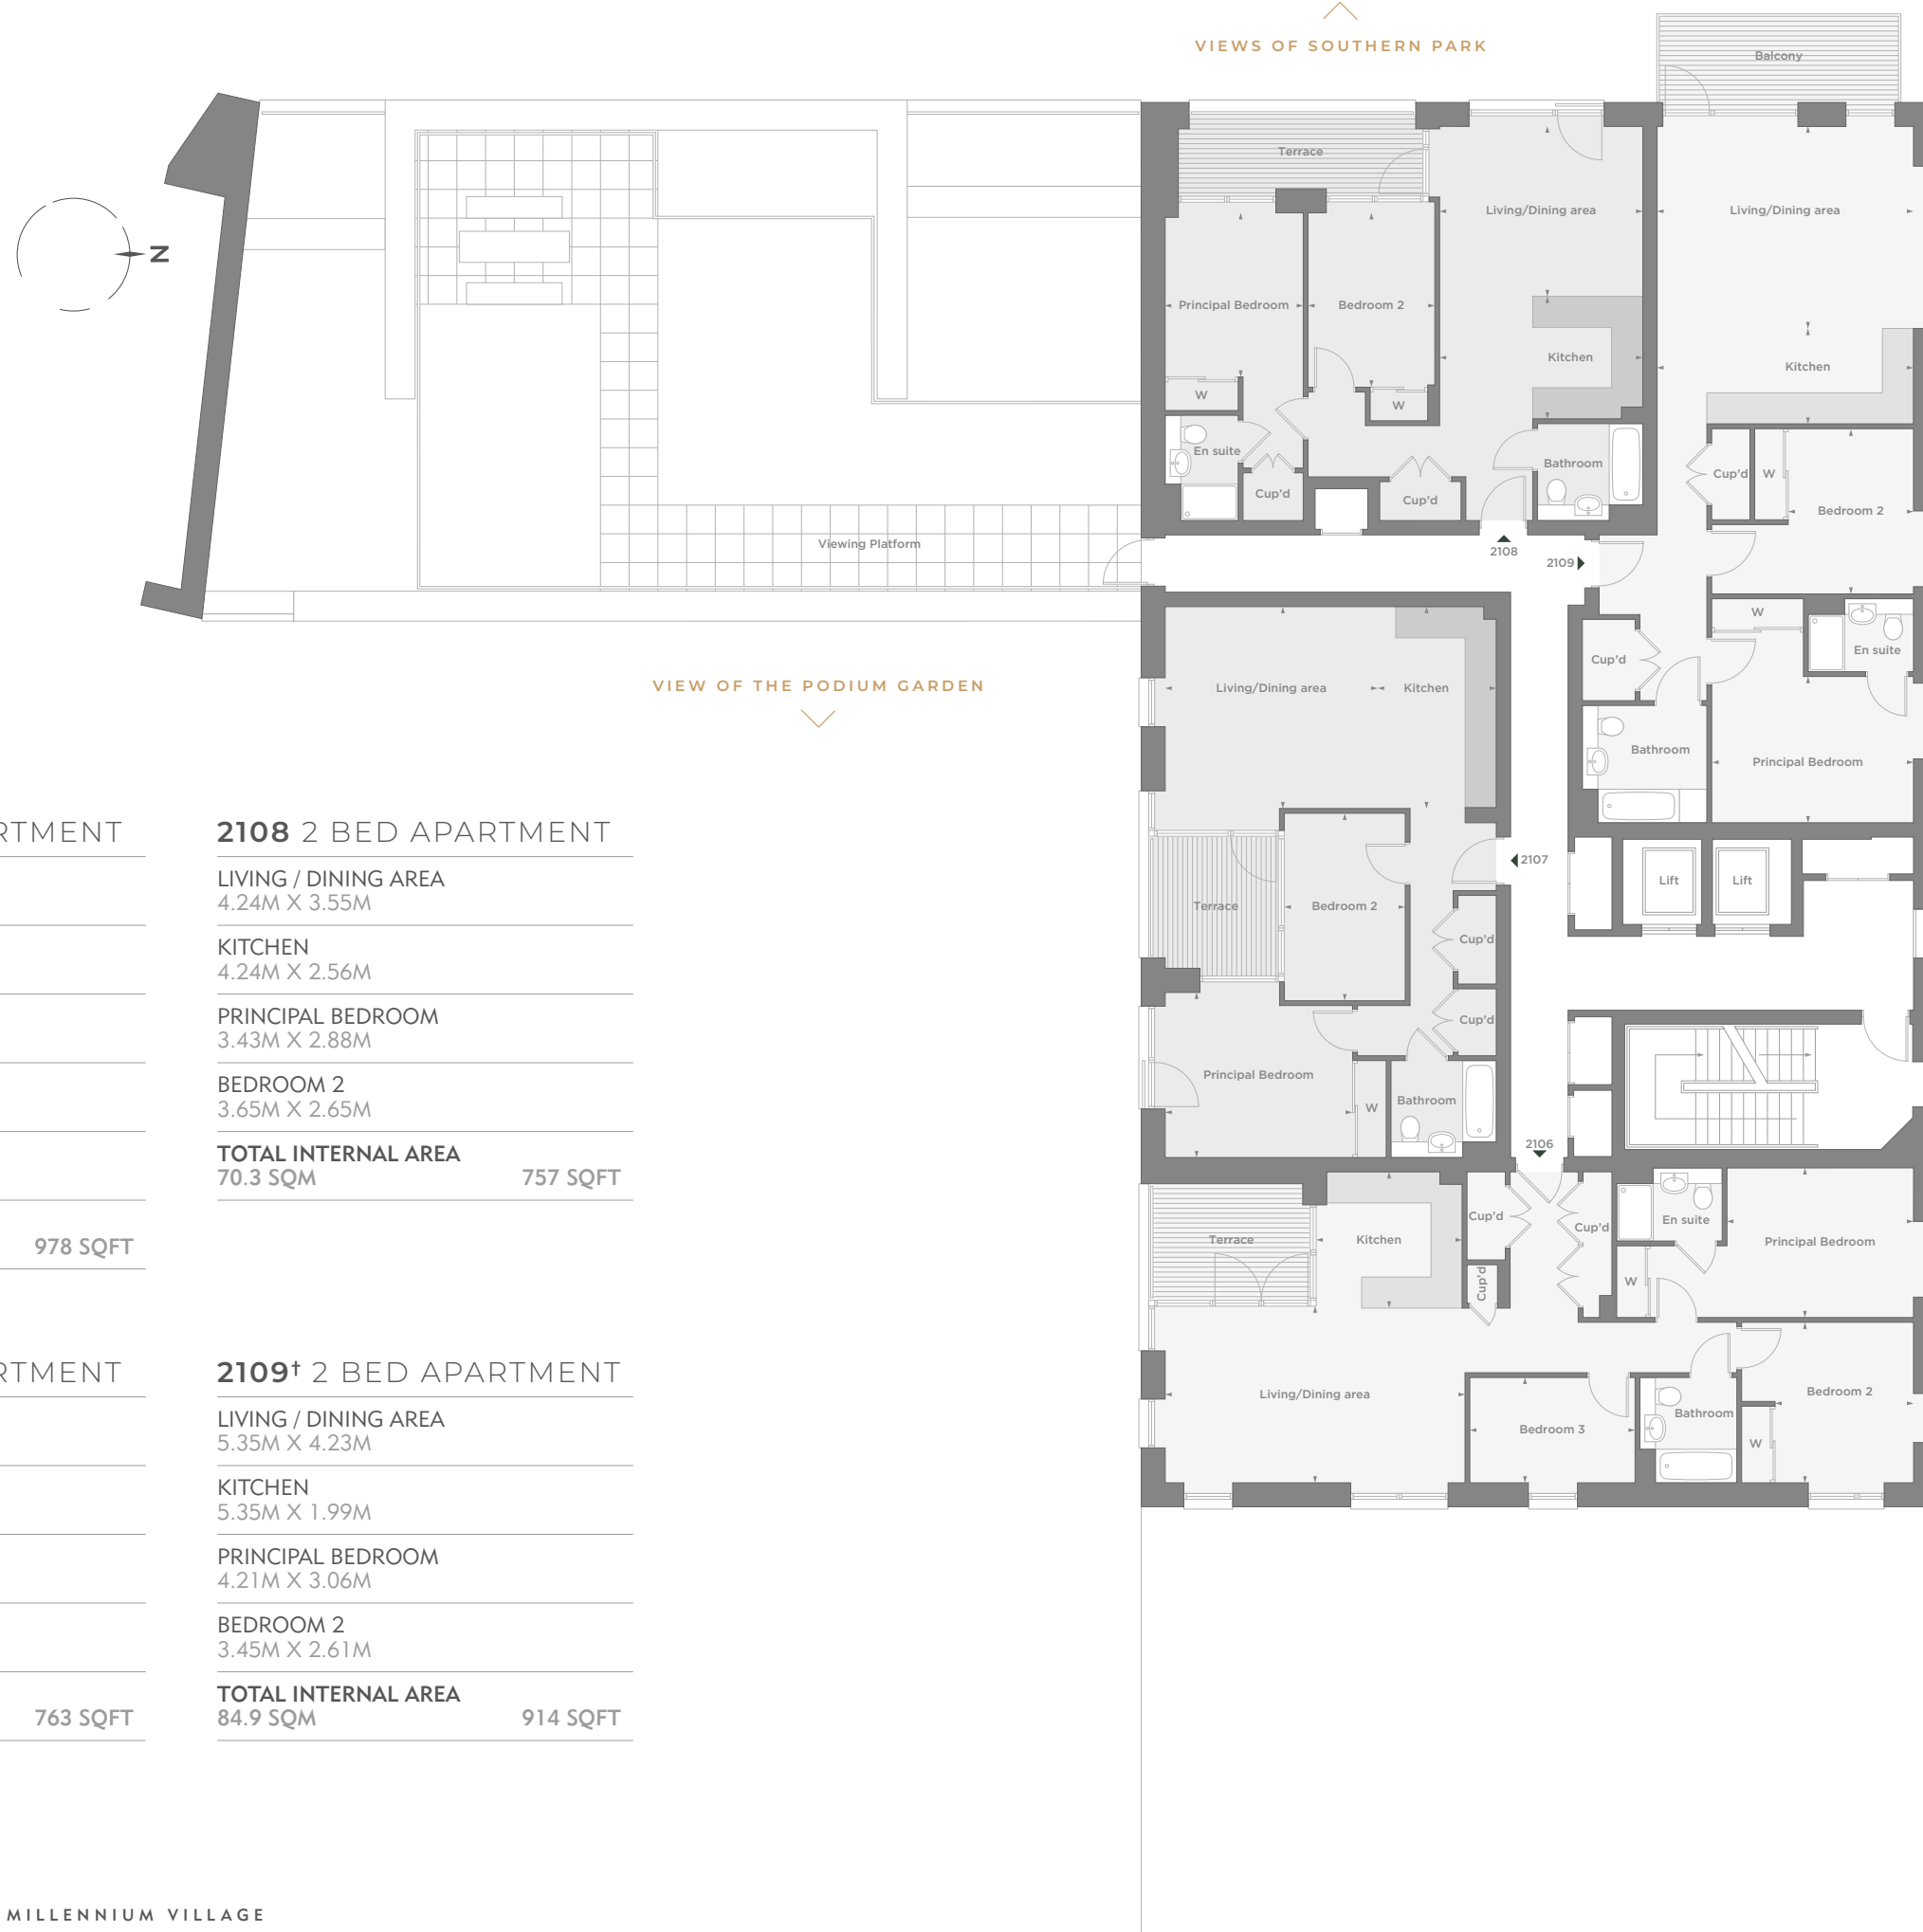 VIEWS OF SOUTHERN PARK
Balcony
Terrace
Living/Dining area
Living/Dining area
N
Principal Bedroom
Bedroom 2
Kitchen
Kitchen
W
W
En suite
Bathroom
Cup'd
W
Cup'd
Cup'd
Bedroom 2
Viewing Platform
2108
2109
W
En suite
Cup'd
VIEW OF THE PODIUM GARDEN
Living/Dining area
Kitchen
Bathroom
Principal Bedroom
2107
Lift
Lift
Terrace
Bedroom 2
Cup'd
Cup'd
Principal Bedroom
Bathroom
W
2106
Cup'd
Cup'd
En suite
Terrace
Kitchen
Principal Bedroom
Cup'd
W
Living/Dining area
Bedroom 3
Bathroom
Bedroom 2
W
RTMENT
978 SQFT
RTMENT
763 SQFT
2108 2 BED APARTMENT
LIVING / DINING AREA
4.24M X 3.55M
KITCHEN
4.24M X 2.56M
PRINCIPAL BEDROOM
3.43M X 2.88M
BEDROOM 2
3.65M X 2.65M
TOTAL INTERNAL AREA
70.3 SQM 757 SQFT
2109† 2 BED APARTMENT
LIVING / DINING AREA
5.35M X 4.23M
KITCHEN
5.35M X 1.99M
PRINCIPAL BEDROOM
4.21M X 3.06M
BEDROOM 2
3.45M X 2.61M
TOTAL INTERNAL AREA
84.9 SQM 914 SQFT
MILLENNIUM VILLAGE